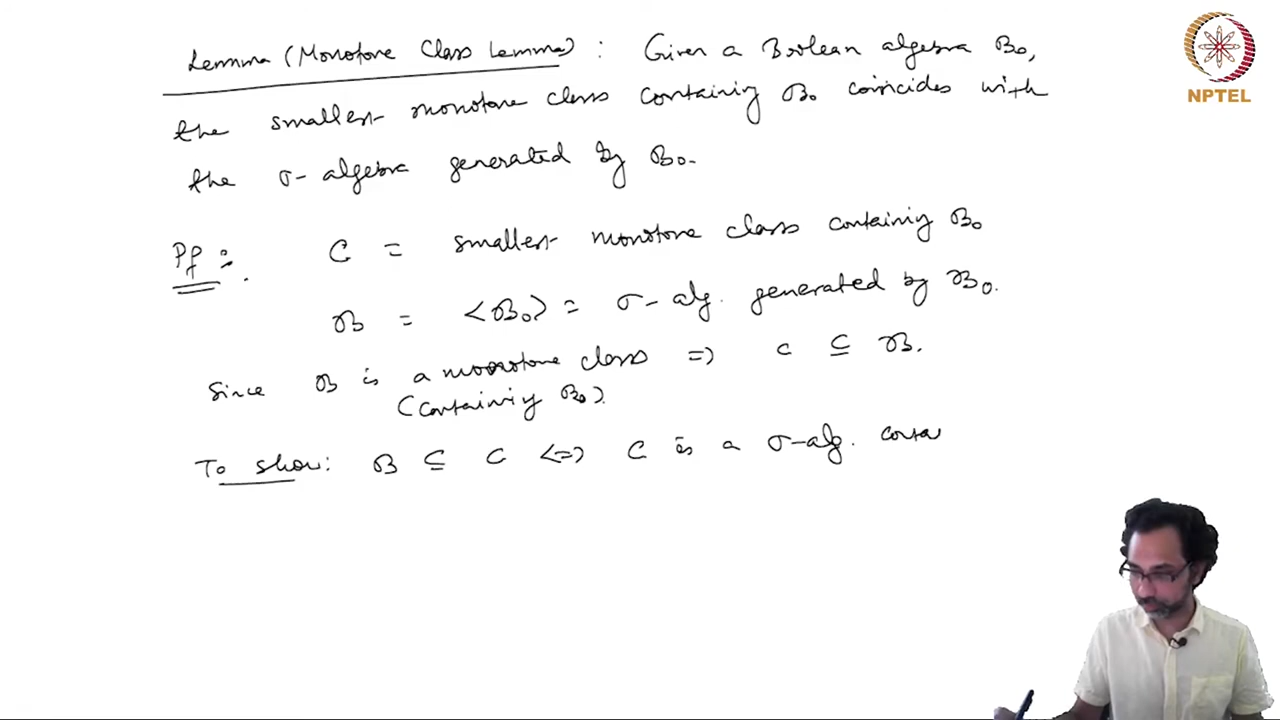 Lemma (Monotone Class Lemma) : Given a Boolean algebra B₀,
the smallest monotone class containing B₀ coincides with
the σ-algebra generated by B₀.
Pf: C = smallest monotone class containing B₀
B = <B₀> = σ-alg. generated by B₀.
Since B is a monotone class => C ⊆ B.
(containing B₀).
To show: B ⊆ C <=> C is a σ-alg. conta
NPTEL